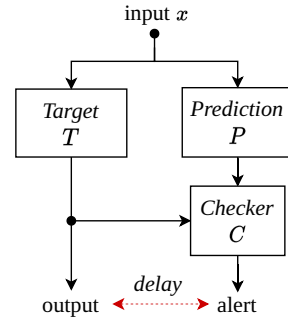 input x
Target
T
Prediction
P
Checker
C
delay
output
alert